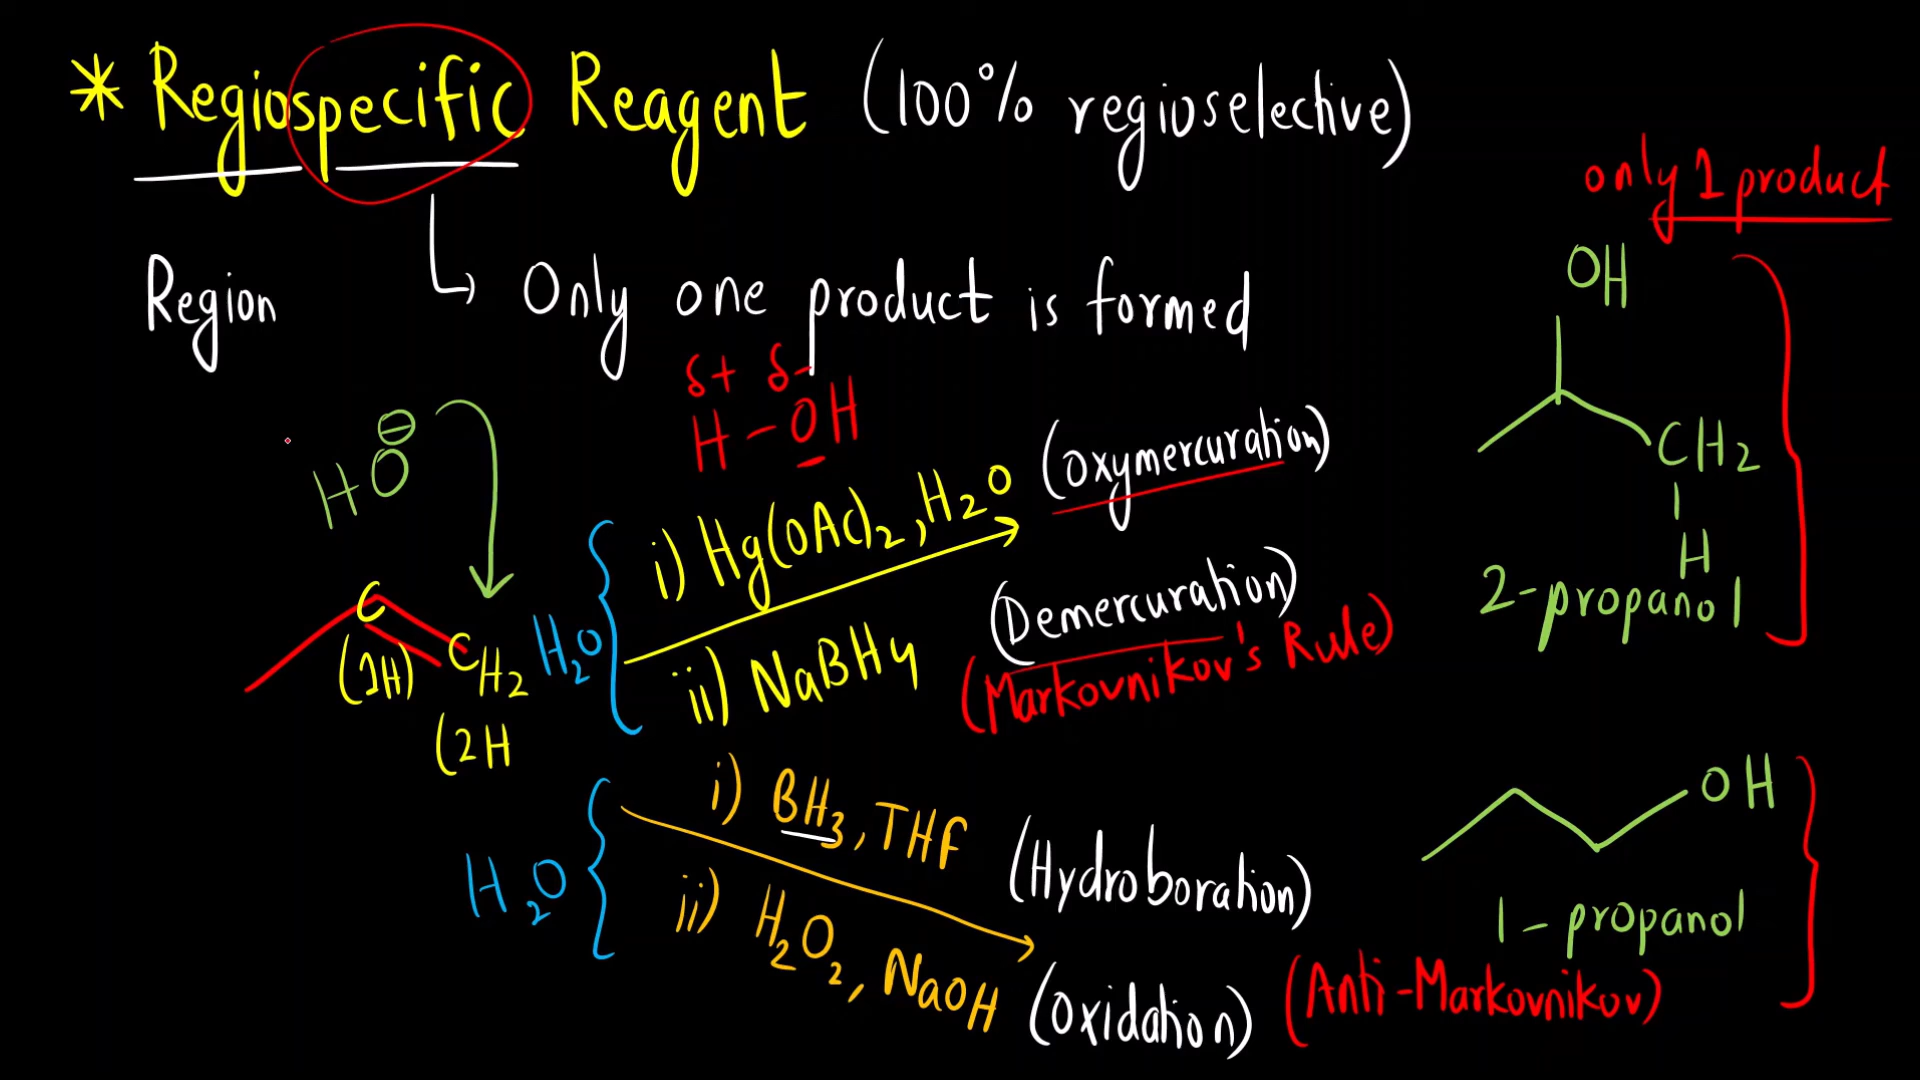 * Regiospecific Reagent (100% regioselective)
only 1 product
Region
Only one product is formed
OH
δ+ δ-
H - OH
⊖
HO
(Oxymercuration)
CH2
H
2-propanol
i) Hg(OAc)2, H2O
H2O
ii) NaBH4
(Demercuration)
(Markovnikov's Rule)
C
CH2
(1H)
(2H
i) BH3, THF
(Hydroboration)
H2O
ii) H2O2, NaOH
(Oxidation)
OH
1-propanol
(Anti-Markovnikov)